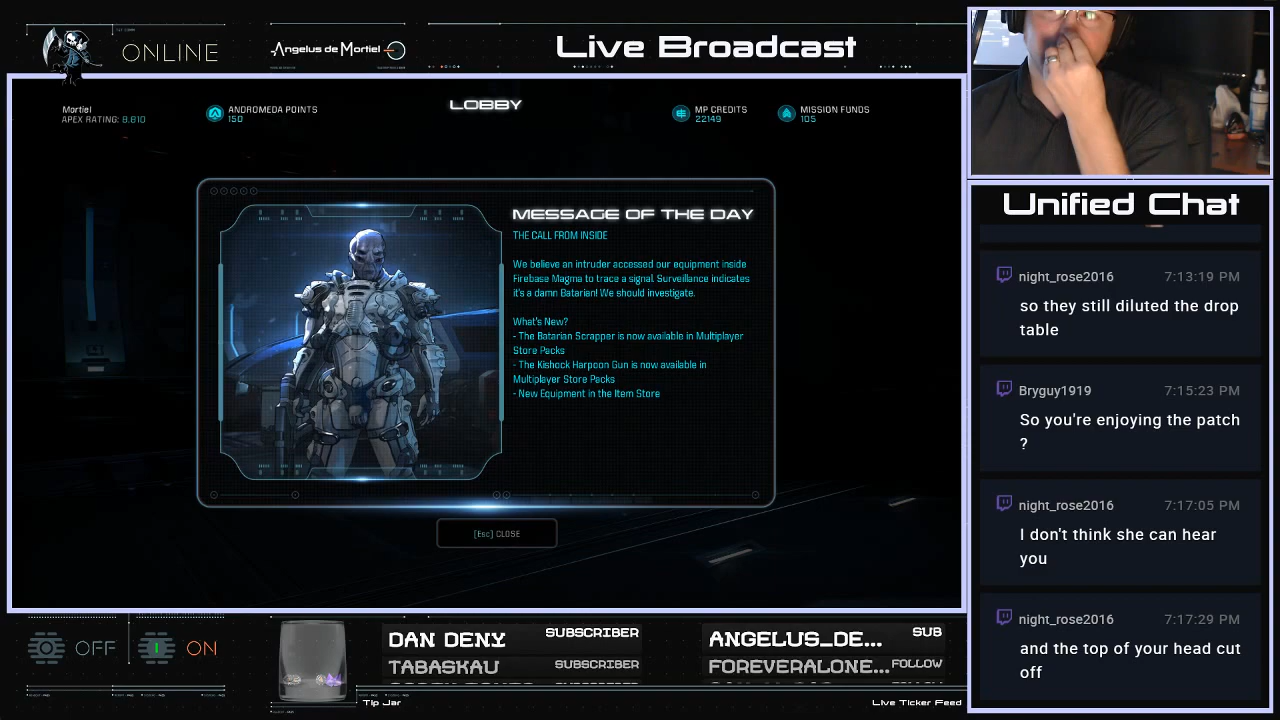 ONLINE
Angelus de Mortiel
Live Broadcast
Mortiel
APEX RATING: 8,810
ANDROMEDA POINTS
150
LOBBY
MP CREDITS
22149
MISSION FUNDS
105
MESSAGE OF THE DAY
THE CALL FROM INSIDE
We believe an intruder accessed our equipment inside
Firebase Magma to trace a signal. Surveillance indicates
it's a damn Batarian! We should investigate.
What's New?
- The Batarian Scrapper is now available in Multiplayer
Store Packs
- The Kishock Harpoon Gun is now available in
Multiplayer Store Packs
- New Equipment in the Item Store
[Esc] CLOSE
Unified Chat
night_rose2016 7:13:19 PM
so they still diluted the drop
table
Bryguy1919 7:15:23 PM
So you're enjoying the patch
?
night_rose2016 7:17:05 PM
I don't think she can hear
you
night_rose2016 7:17:29 PM
and the top of your head cut
off
OFF
ON
DAN DENY SUBSCRIBER
TABASKAU SUBSCRIBER
ANGELUS_DE... SUB
FOREVERALONE... FOLLOW
Tip Jar
Live Ticker Feed